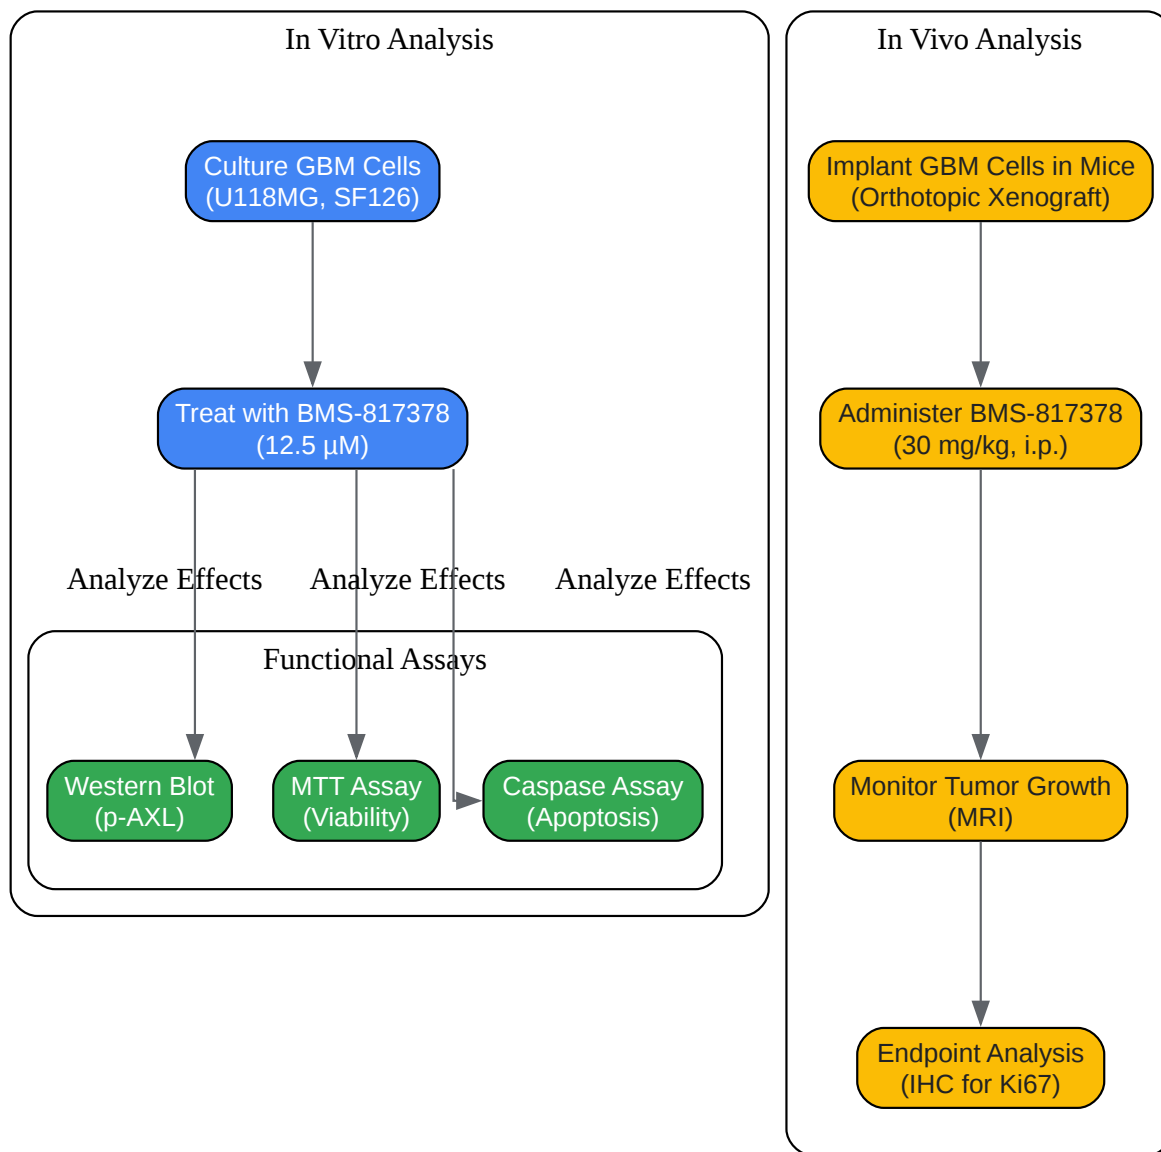 In Vitro Analysis
Culture GBM Cells
(U118MG, SF126)
Treat with BMS-817378
(12.5 µM)
Analyze Effects
Analyze Effects
Analyze Effects
Functional Assays
Western Blot
(p-AXL)
MTT Assay
(Viability)
Caspase Assay
(Apoptosis)
In Vivo Analysis
Implant GBM Cells in Mice
(Orthotopic Xenograft)
Administer BMS-817378
(30 mg/kg, i.p.)
Monitor Tumor Growth
(MRI)
Endpoint Analysis
(IHC for Ki67)